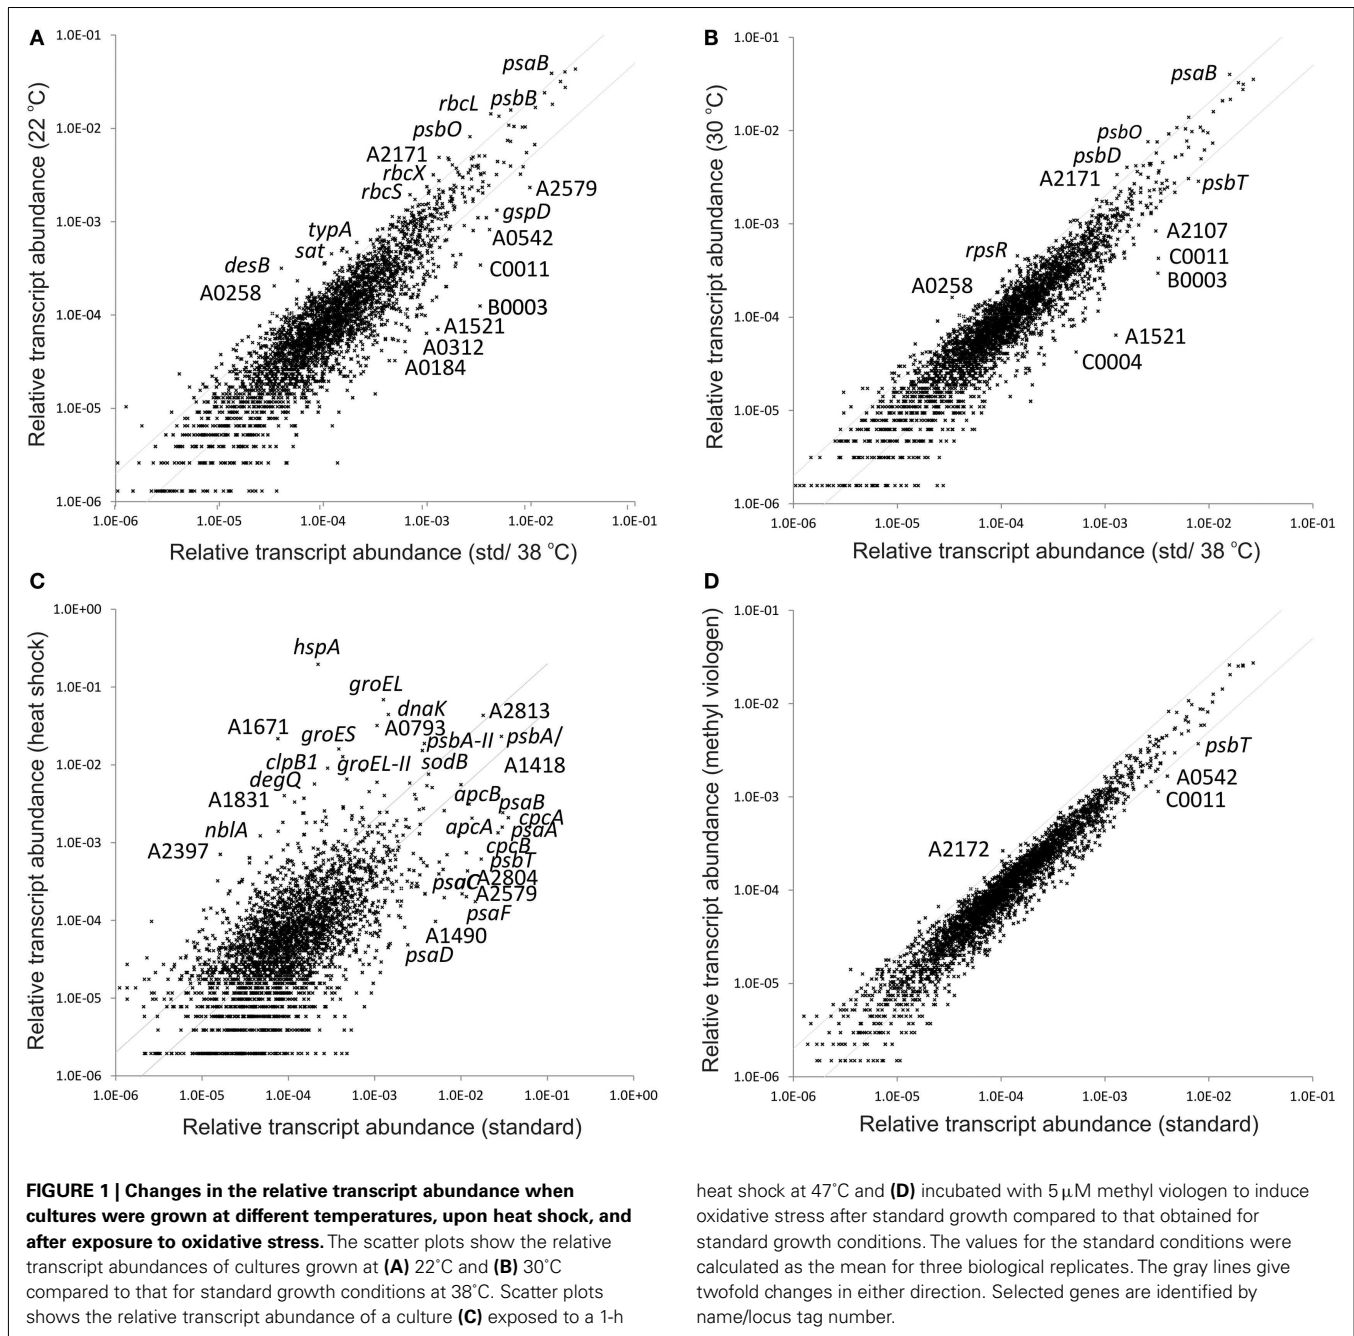 A
1.0E-01
1.0E-02
1.0E-03
1.0E-04
1.0E-05
1.0E-06
Relative transcript abundance (22 °C)
psaB
psbB
rbcL
psbO
A2171
rbcX
rbcS
A2579
gspD
typA
A0542
sat
desB
C0011
A0258
B0003
A1521
A0312
A0184
1.0E-06 1.0E-05 1.0E-04 1.0E-03 1.0E-02 1.0E-01
Relative transcript abundance (std/ 38 °C)
B
1.0E-01
1.0E-02
1.0E-03
1.0E-04
1.0E-05
1.0E-06
Relative transcript abundance (30 °C)
psaB
psbO
psbD
A2171
psbT
A2107
rpsR
C0011
B0003
A0258
A1521
C0004
1.0E-06 1.0E-05 1.0E-04 1.0E-03 1.0E-02 1.0E-01
Relative transcript abundance (std/ 38 °C)
C
1.0E+00
1.0E-01
1.0E-02
1.0E-03
1.0E-04
1.0E-05
1.0E-06
Relative transcript abundance (heat shock)
hspA
groEL
dnaK
A2813
A1671
A0793
groES
psbA-II
psbA/
clpB1
groEL-II
sodB
A1418
degQ
A1831
apcB
psaB
nblA
apcA
cpcA
psaA
A2397
cpcB
psbT
psaC
A2804
A2579
psaF
A1490
psaD
1.0E-06 1.0E-05 1.0E-04 1.0E-03 1.0E-02 1.0E-01 1.0E+00
Relative transcript abundance (standard)
D
1.0E-01
1.0E-02
1.0E-03
1.0E-04
1.0E-05
1.0E-06
Relative transcript abundance (methyl viologen)
psbT
A0542
C0011
A2172
1.0E-06 1.0E-05 1.0E-04 1.0E-03 1.0E-02 1.0E-01
Relative transcript abundance (standard)
FIGURE 1 | Changes in the relative transcript abundance when
cultures were grown at different temperatures, upon heat shock, and
after exposure to oxidative stress. The scatter plots show the relative
transcript abundances of cultures grown at (A) 22°C and (B) 30°C
compared to that for standard growth conditions at 38°C. Scatter plots
shows the relative transcript abundance of a culture (C) exposed to a 1-h
heat shock at 47°C and (D) incubated with 5 μM methyl viologen to induce
oxidative stress after standard growth compared to that obtained for
standard growth conditions. The values for the standard conditions were
calculated as the mean for three biological replicates. The gray lines give
twofold changes in either direction. Selected genes are identified by
name/locus tag number.